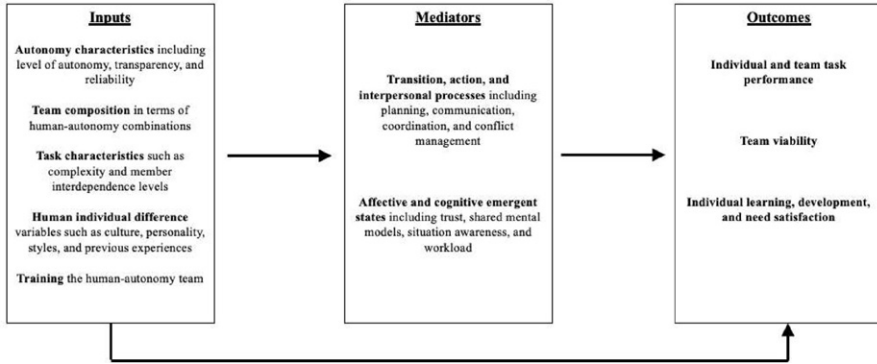 Inputs
Autonomy characteristics including
level of autonomy, transparency, and
reliability
Team composition in terms of
human-autonomy combinations
Task characteristics such as
complexity and member
interdependence levels
Human individual difference
variables such as culture, personality,
styles, and previous experiences
Training the human-autonomy team
Mediators
Transition, action, and
interpersonal processes including
planning, communication,
coordination, and conflict
management
Affective and cognitive emergent
states including trust, shared mental
models, situation awareness, and
workload
Outcomes
Individual and team task
performance
Team viability
Individual learning, development,
and need satisfaction